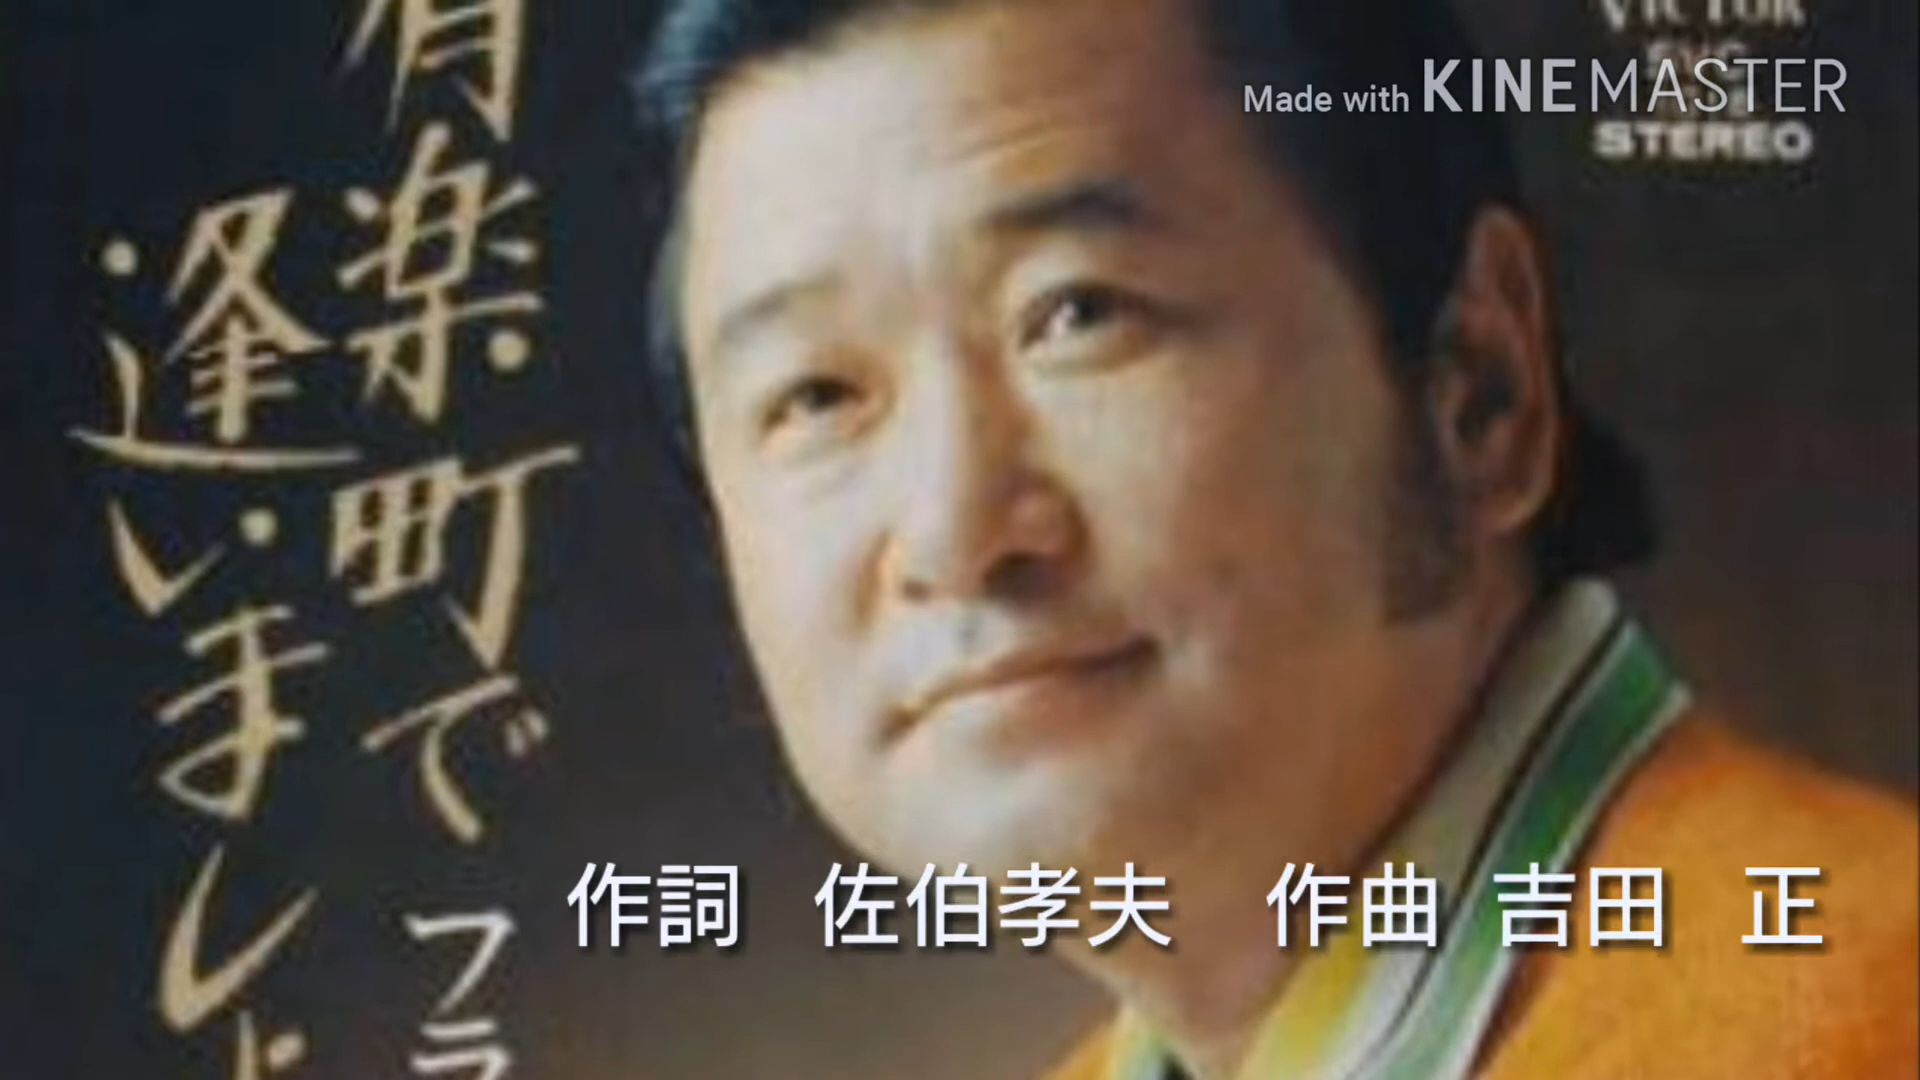 有楽町で
逢いましょ
フラ
VICTOR
STEREO
Made with KINEMASTER
作詞 佐伯孝夫 作曲 吉田 正